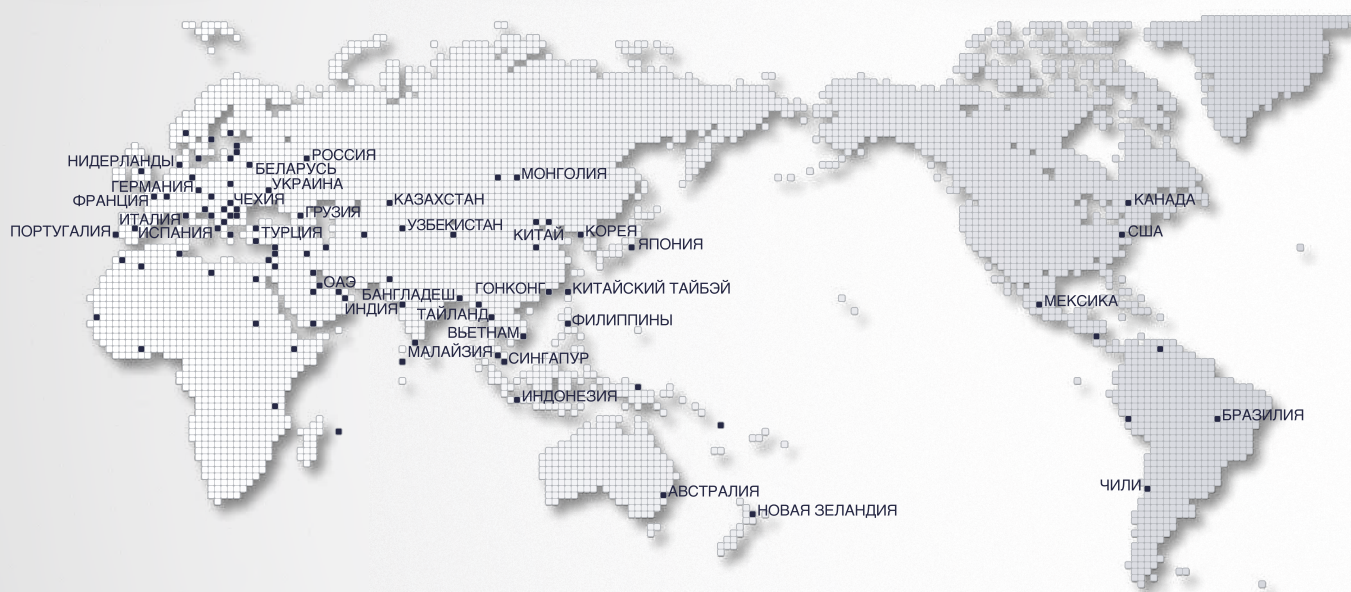 РОССИЯ
НИДЕРЛАНДЫ
БЕЛАРУСЬ
МОНГОЛИЯ
ГЕРМАНИЯ
УКРАИНА
ФРАНЦИЯ
ЧЕХИЯ
КАЗАХСТАН
КАНАДА
ИТАЛИЯ
ГРУЗИЯ
УЗБЕКИСТАН
ПОРТУГАЛИЯ
ИСПАНИЯ
ТУРЦИЯ
КИТАЙ
КОРЕЯ
США
ЯПОНИЯ
ОАЭ
БАНГЛАДЕШ
ГОНКОНГ
КИТАЙСКИЙ ТАЙБЭЙ
МЕКСИКА
ИНДИЯ
ТАЙЛАНД
ФИЛИППИНЫ
ВЬЕТНАМ
МАЛАЙЗИЯ
СИНГАПУР
ИНДОНЕЗИЯ
БРАЗИЛИЯ
ЧИЛИ
АВСТРАЛИЯ
НОВАЯ ЗЕЛАНДИЯ